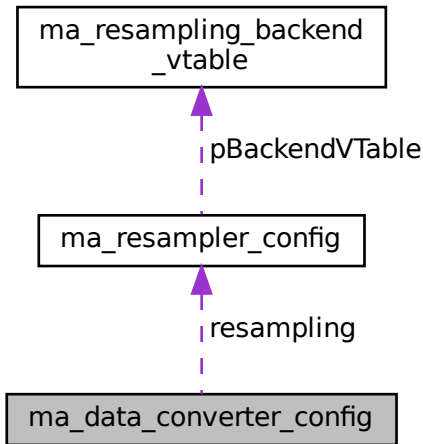 ma_resampling_backend
_vtable
pBackendVTable
ma_resampler_config
resampling
ma_data_converter_config